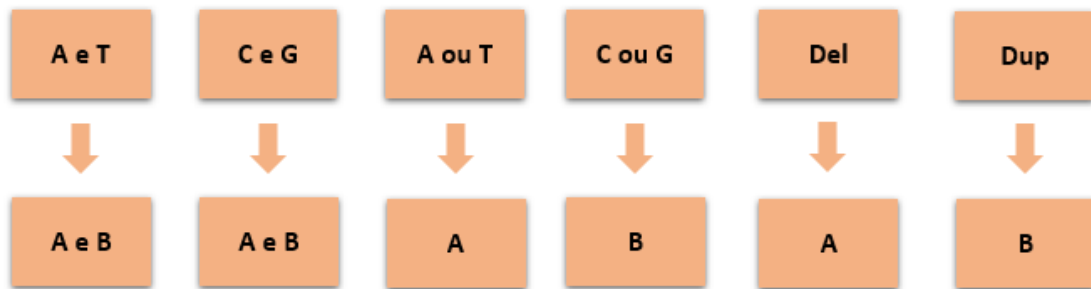 A e T
C e G
A ou T
C ou G
Del
Dup
A e B
A e B
A
B
A
B